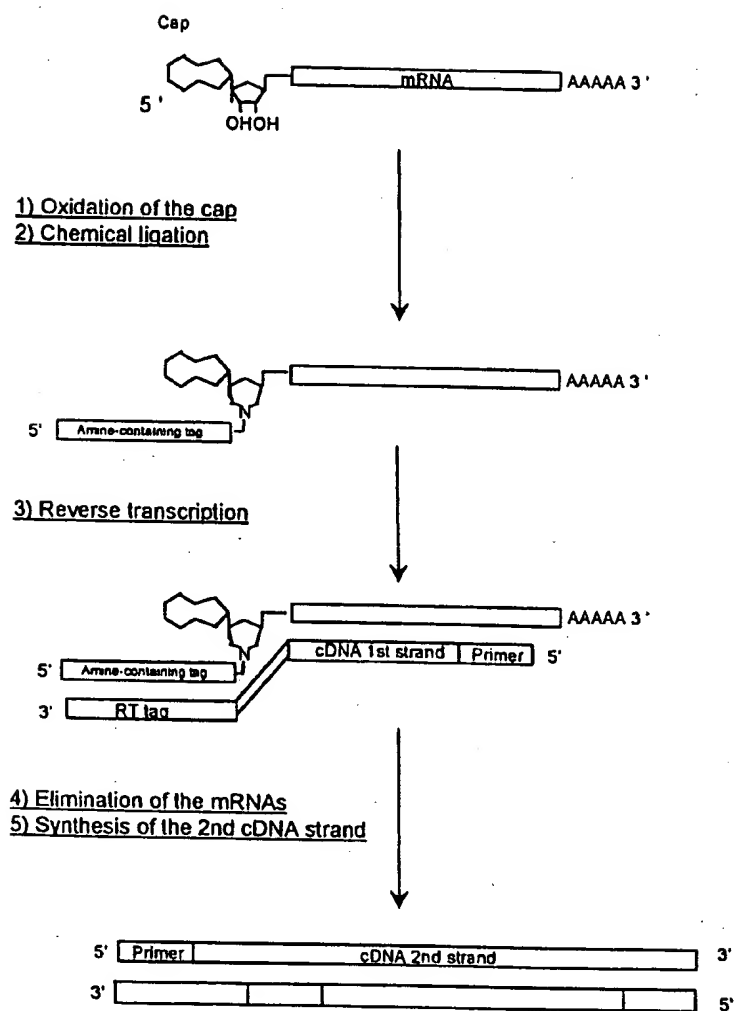 Cap
mRNA AAAAA 3'
5'
OHOH
1) Oxidation of the cap
2) Chemical ligation
AAAAA 3'
N
5' Amine-containing tag
3) Reverse transcription
AAAAA 3'
N
cDNA 1st strand Primer 5'
5' Amine-containing tag
3' RT tag
4) Elimination of the mRNAs
5) Synthesis of the 2nd cDNA strand
5' Primer cDNA 2nd strand 3'
3' 5'